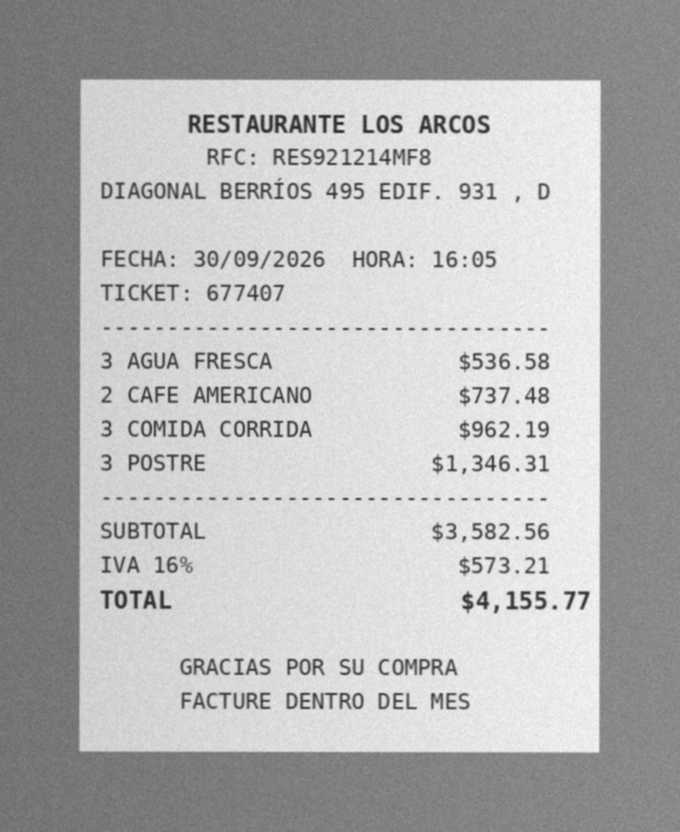 RESTAURANTE LOS ARCOS
RFC: RES921214MF8
DIAGONAL BERRÍOS 495 EDIF. 931 , D
FECHA: 30/09/2026 HORA: 16:05
TICKET: 677407
----------------------------------
3 AGUA FRESCA $536.58
2 CAFE AMERICANO $737.48
3 COMIDA CORRIDA $962.19
3 POSTRE $1,346.31
----------------------------------
SUBTOTAL $3,582.56
IVA 16% $573.21
TOTAL $4,155.77
GRACIAS POR SU COMPRA
FACTURE DENTRO DEL MES